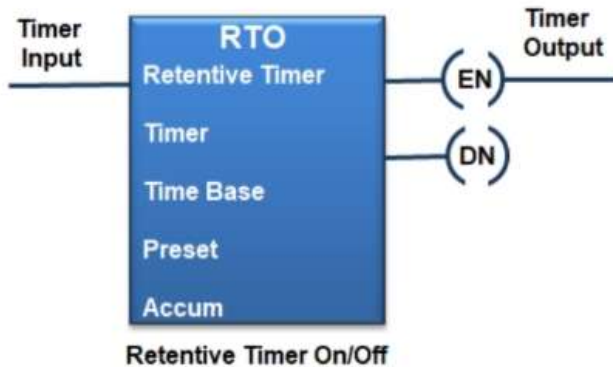 Timer
Input
RTO
Retentive Timer
Timer
Time Base
Preset
Accum
EN
DN
Timer
Output
Retentive Timer On/Off